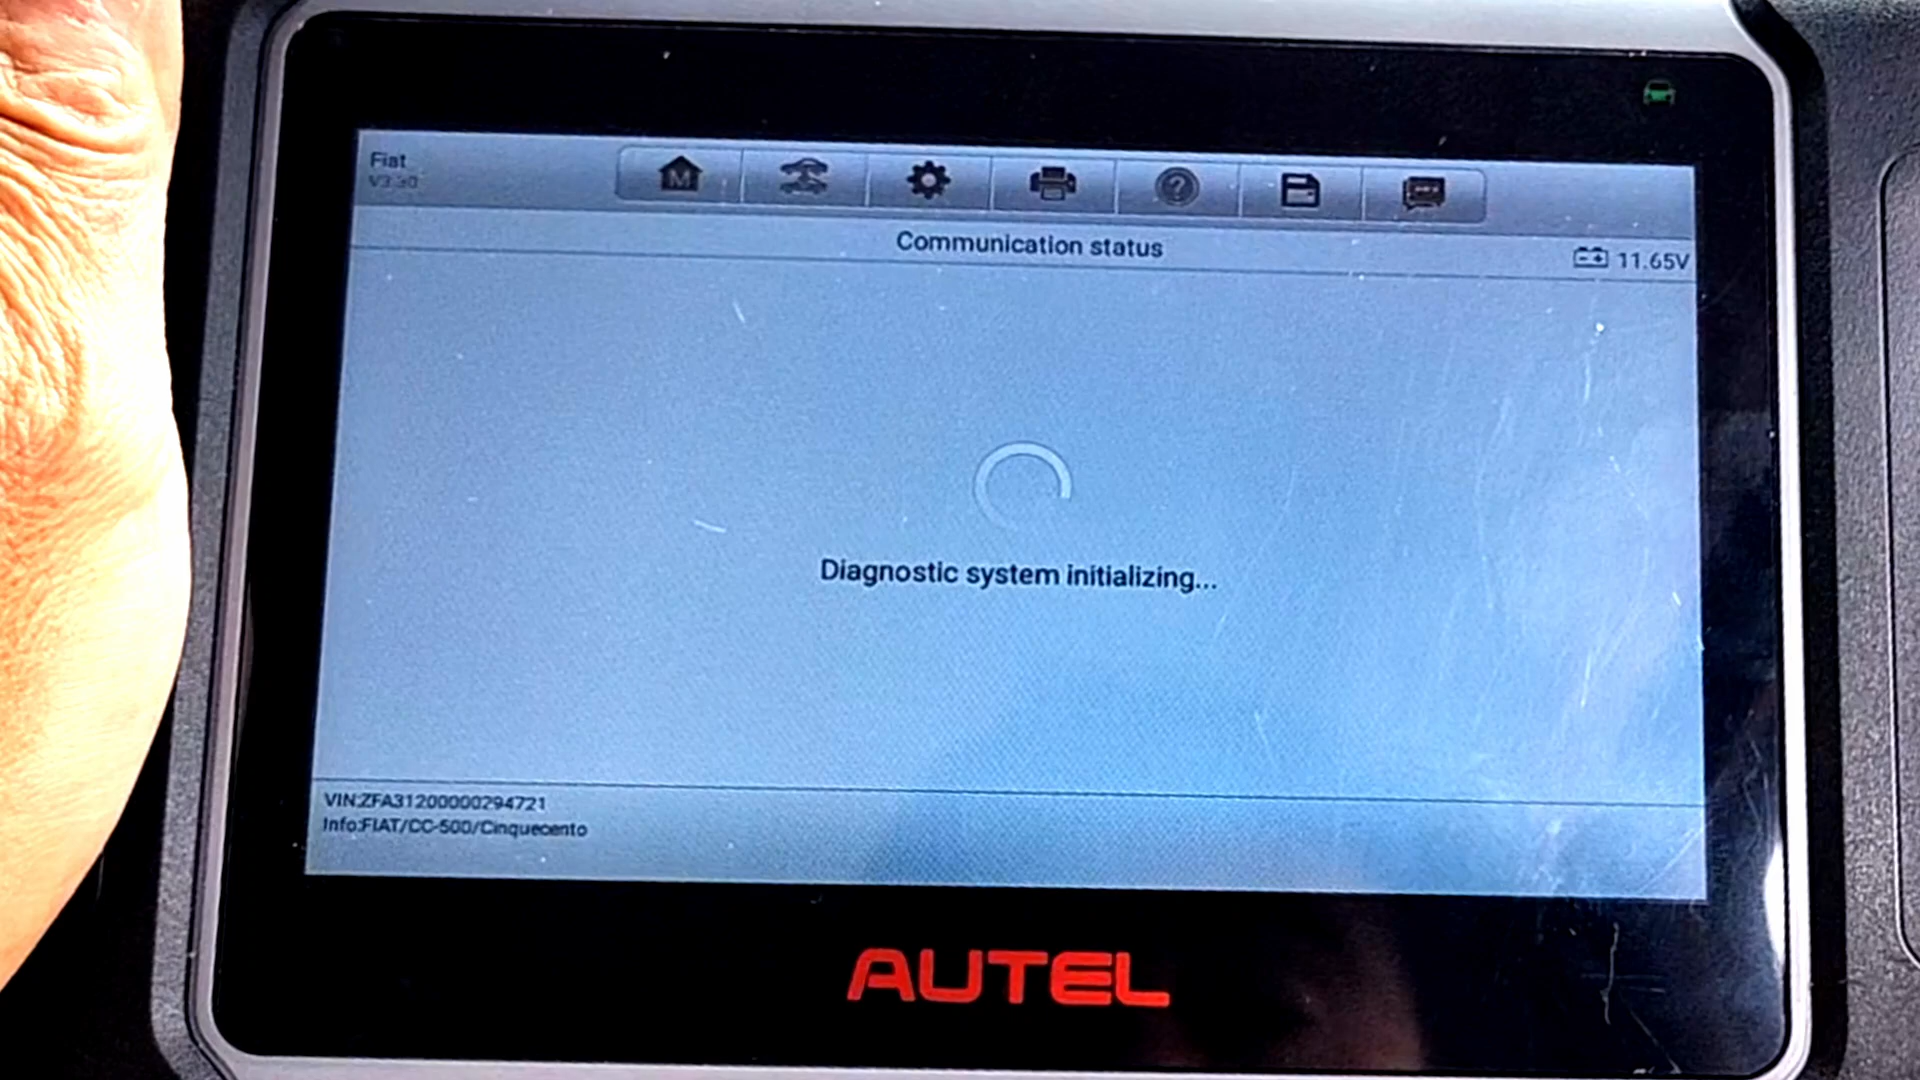 Fiat
V3.30
M
?
Communication status
11.65V
Diagnostic system initializing...
VIN:ZFA31200000294721
Info:FIAT/CC-500/Cinquecento
AUTEL